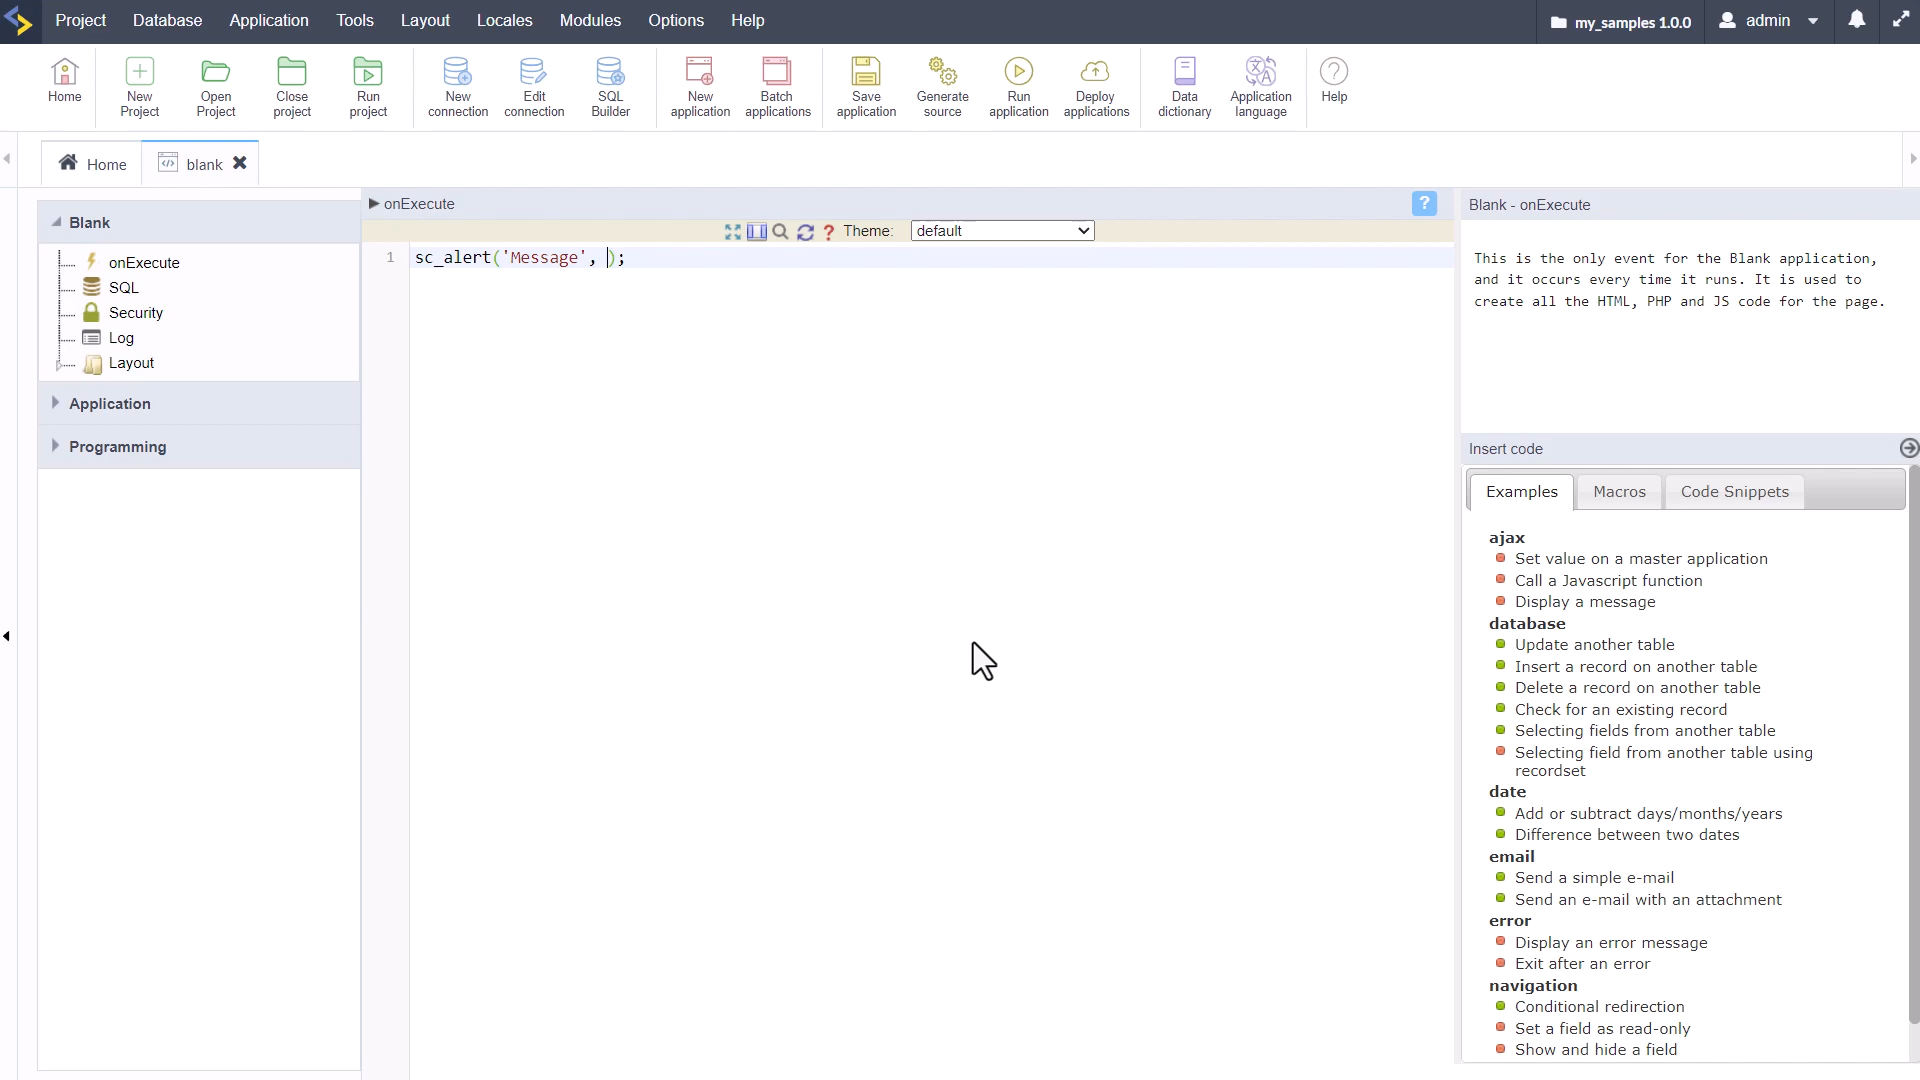 Project Database Application Tools Layout Locales Modules Options Help my_samples 1.0.0 admin
Home
New Project
Open Project
Close project
Run project
New connection
Edit connection
SQL Builder
New application
Batch applications
Save application
Generate source
Run application
Deploy applications
Data dictionary
Application language
Help
Home blank
Blank
onExecute
SQL
Security
Log
Layout
Application
Programming
onExecute ?
? Theme: default
1 sc_alert('Message', );
Blank - onExecute
This is the only event for the Blank application,
and it occurs every time it runs. It is used to
create all the HTML, PHP and JS code for the page.
Insert code
Examples Macros Code Snippets
ajax
Set value on a master application
Call a Javascript function
Display a message
database
Update another table
Insert a record on another table
Delete a record on another table
Check for an existing record
Selecting fields from another table
Selecting field from another table using
recordset
date
Add or subtract days/months/years
Difference between two dates
email
Send a simple e-mail
Send an e-mail with an attachment
error
Display an error message
Exit after an error
navigation
Conditional redirection
Set a field as read-only
Show and hide a field